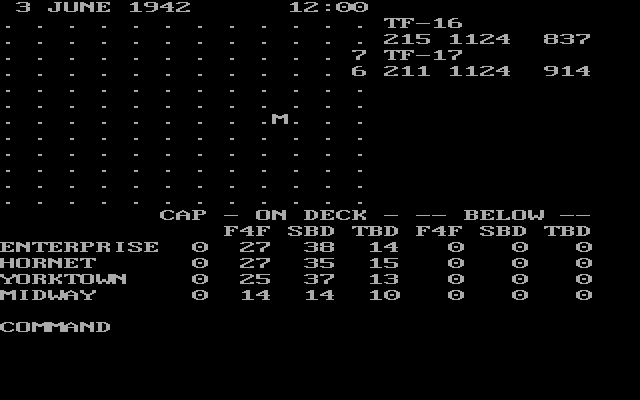 3 JUNE 1942 12:00
. . . . . . . . . . . . TF-16
. . . . . . . . . . . . 215 1124 837
. . . . . . . . . . . 7 TF-17
. . . . . . . . . . . 6 211 1124 914
. . . . . . . . . . . .
. . . . . . . . . . . .
. . . . . . . . . M . . .
. . . . . . . . . . . .
. . . . . . . . . . . .
. . . . . . . . . . . .
. . . . . . . . . . . .
. . . . . . . . . . . .
CAP - ON DECK - -- BELOW --
F4F SBD TBD F4F SBD TBD
ENTERPRISE 0 27 38 14 0 0 0
HORNET 0 27 35 15 0 0 0
YORKTOWN 0 25 37 13 0 0 0
MIDWAY 0 14 14 10 0 0 0
COMMAND